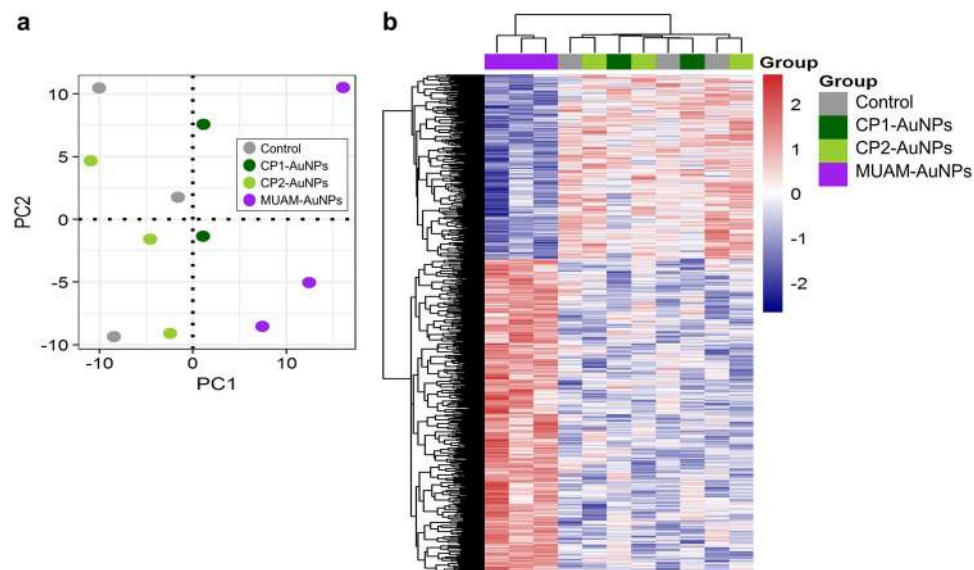 a
10
5
0
-5
-10
PC2
-10
0
10
PC1
Control
CP1-AuNPs
CP2-AuNPs
MUAM-AuNPs
b
Group
2
1
0
-1
-2
Group
Control
CP1-AuNPs
CP2-AuNPs
MUAM-AuNPs